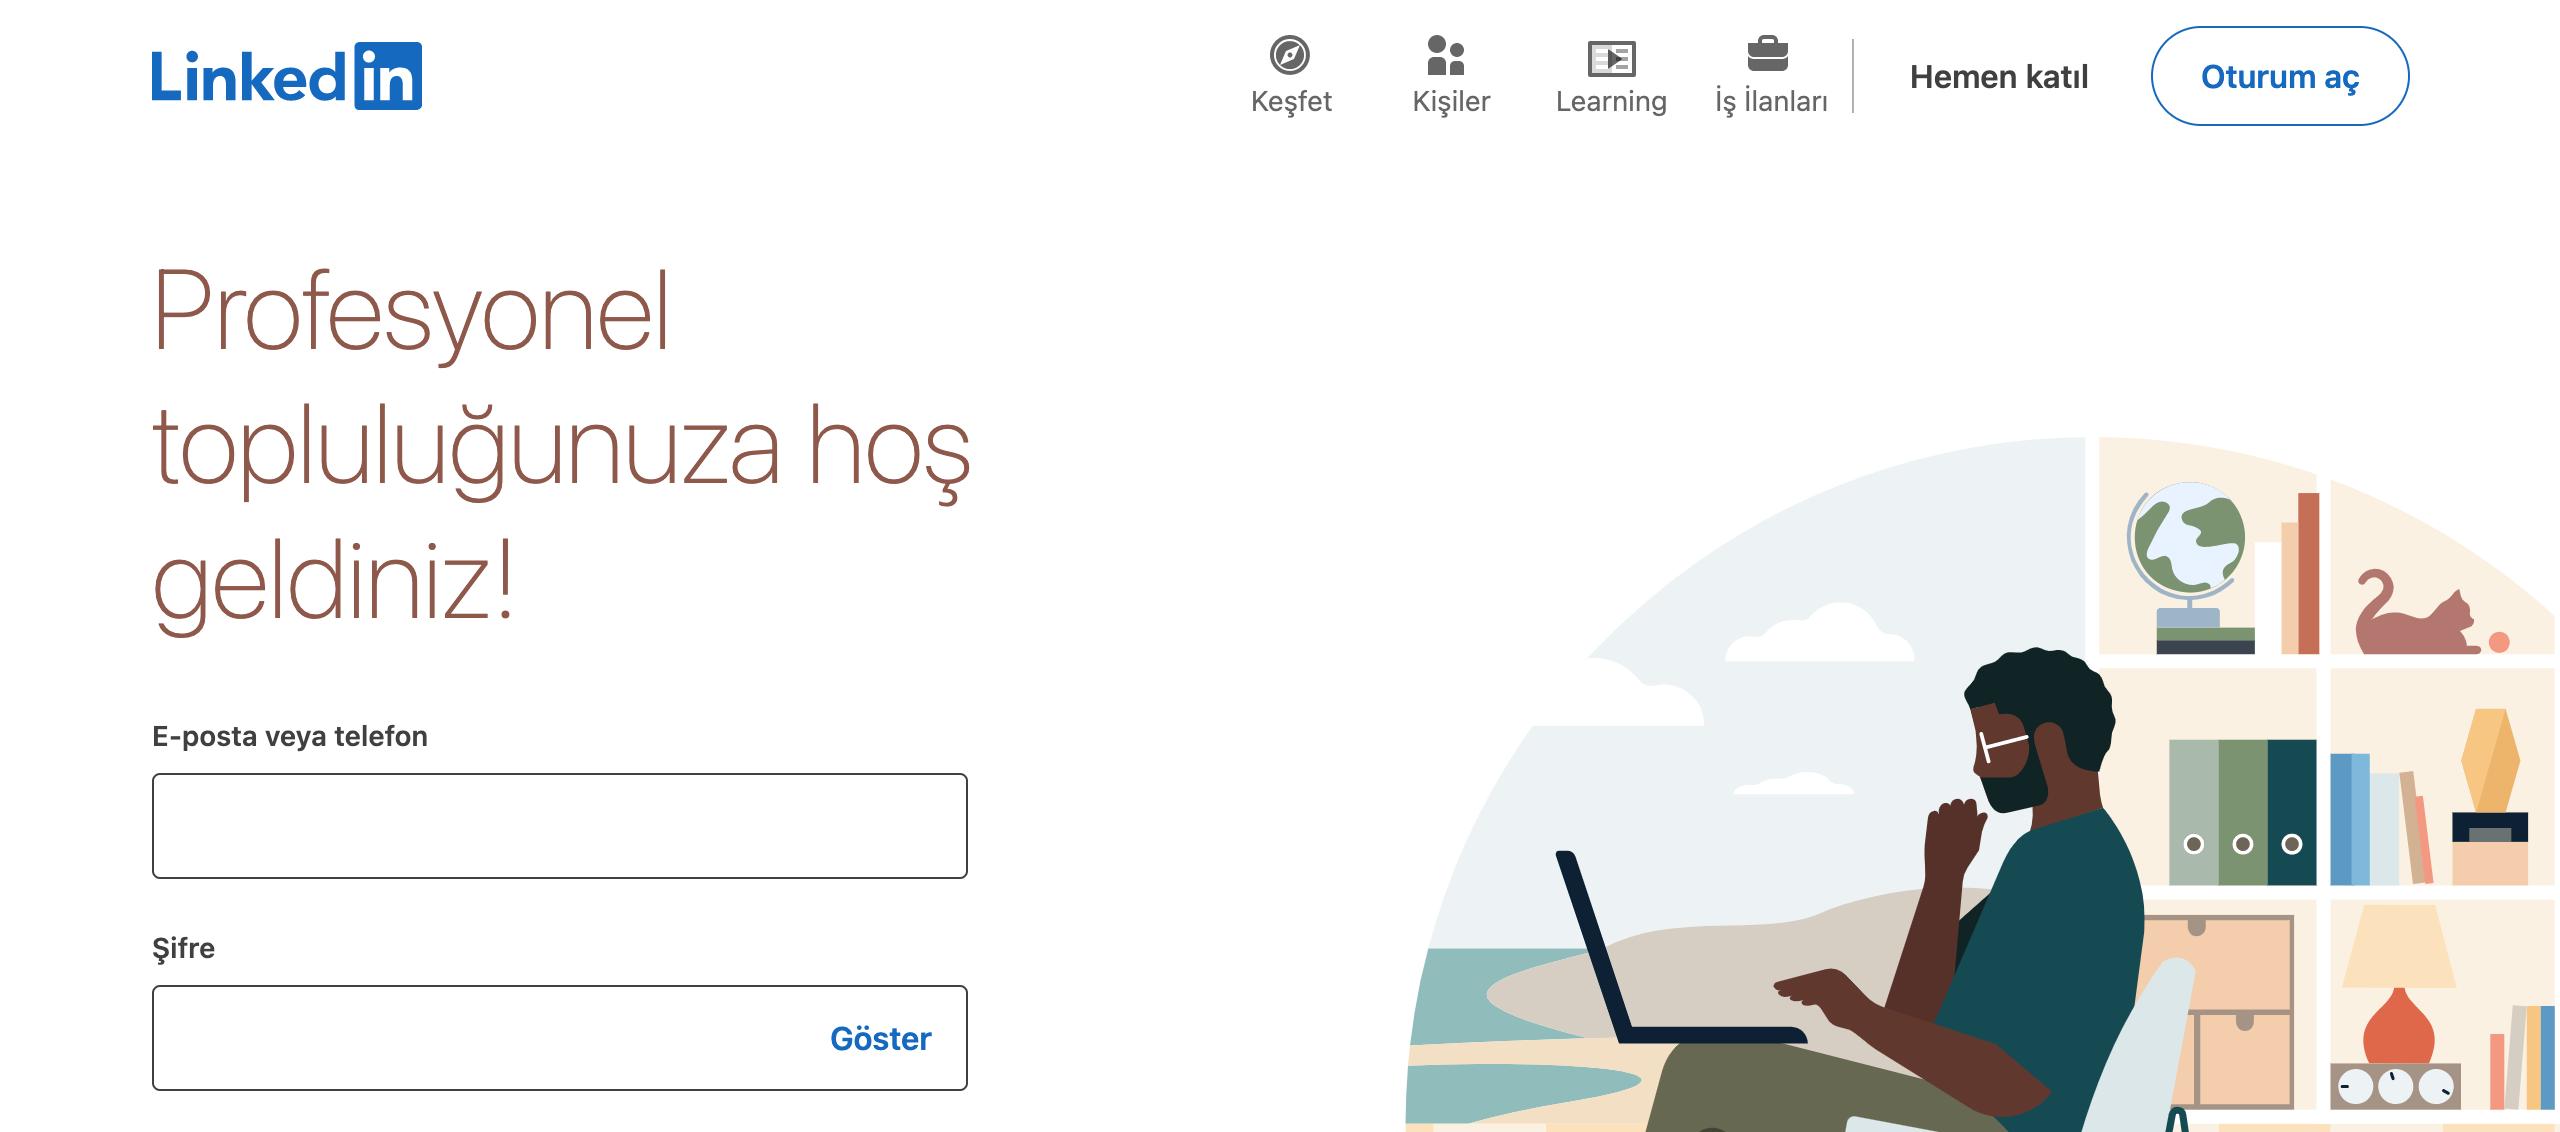 Linkedin
Keşfet
Kişiler
Learning
İş İlanları
Hemen katıl
Oturum aç
Profesyonel
topluluğunuza hoş
geldiniz!
E-posta veya telefon
Şifre
Göster